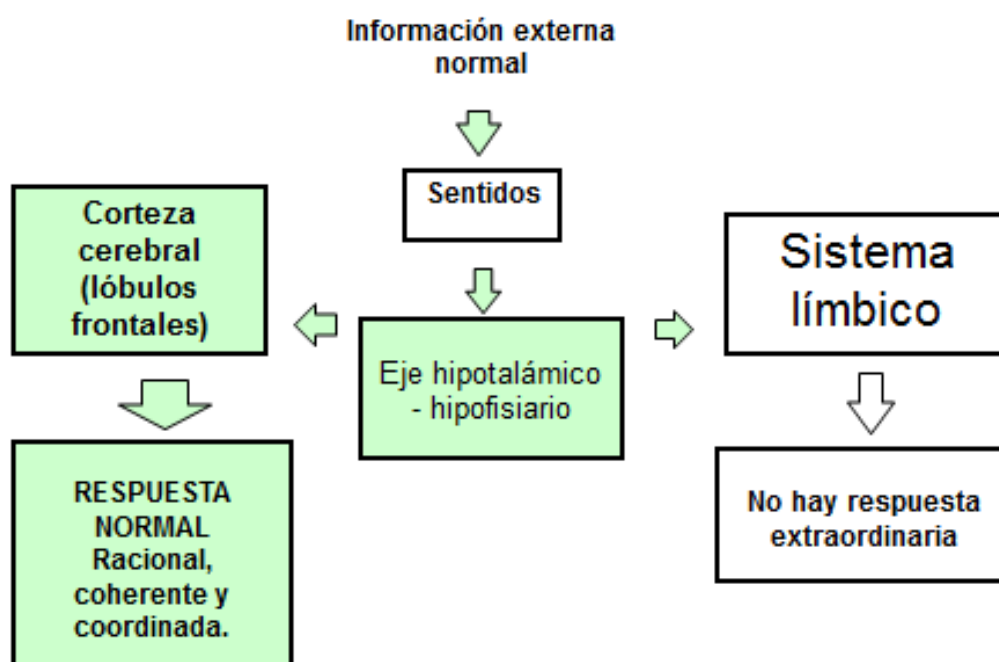 Información externa
normal
Sentidos
Corteza
cerebral
(lóbulos
frontales)
Sistema
límbico
Eje hipotalámico
- hipofisiario
RESPUESTA
NORMAL
Racional,
coherente y
coordinada.
No hay respuesta
extraordinaria